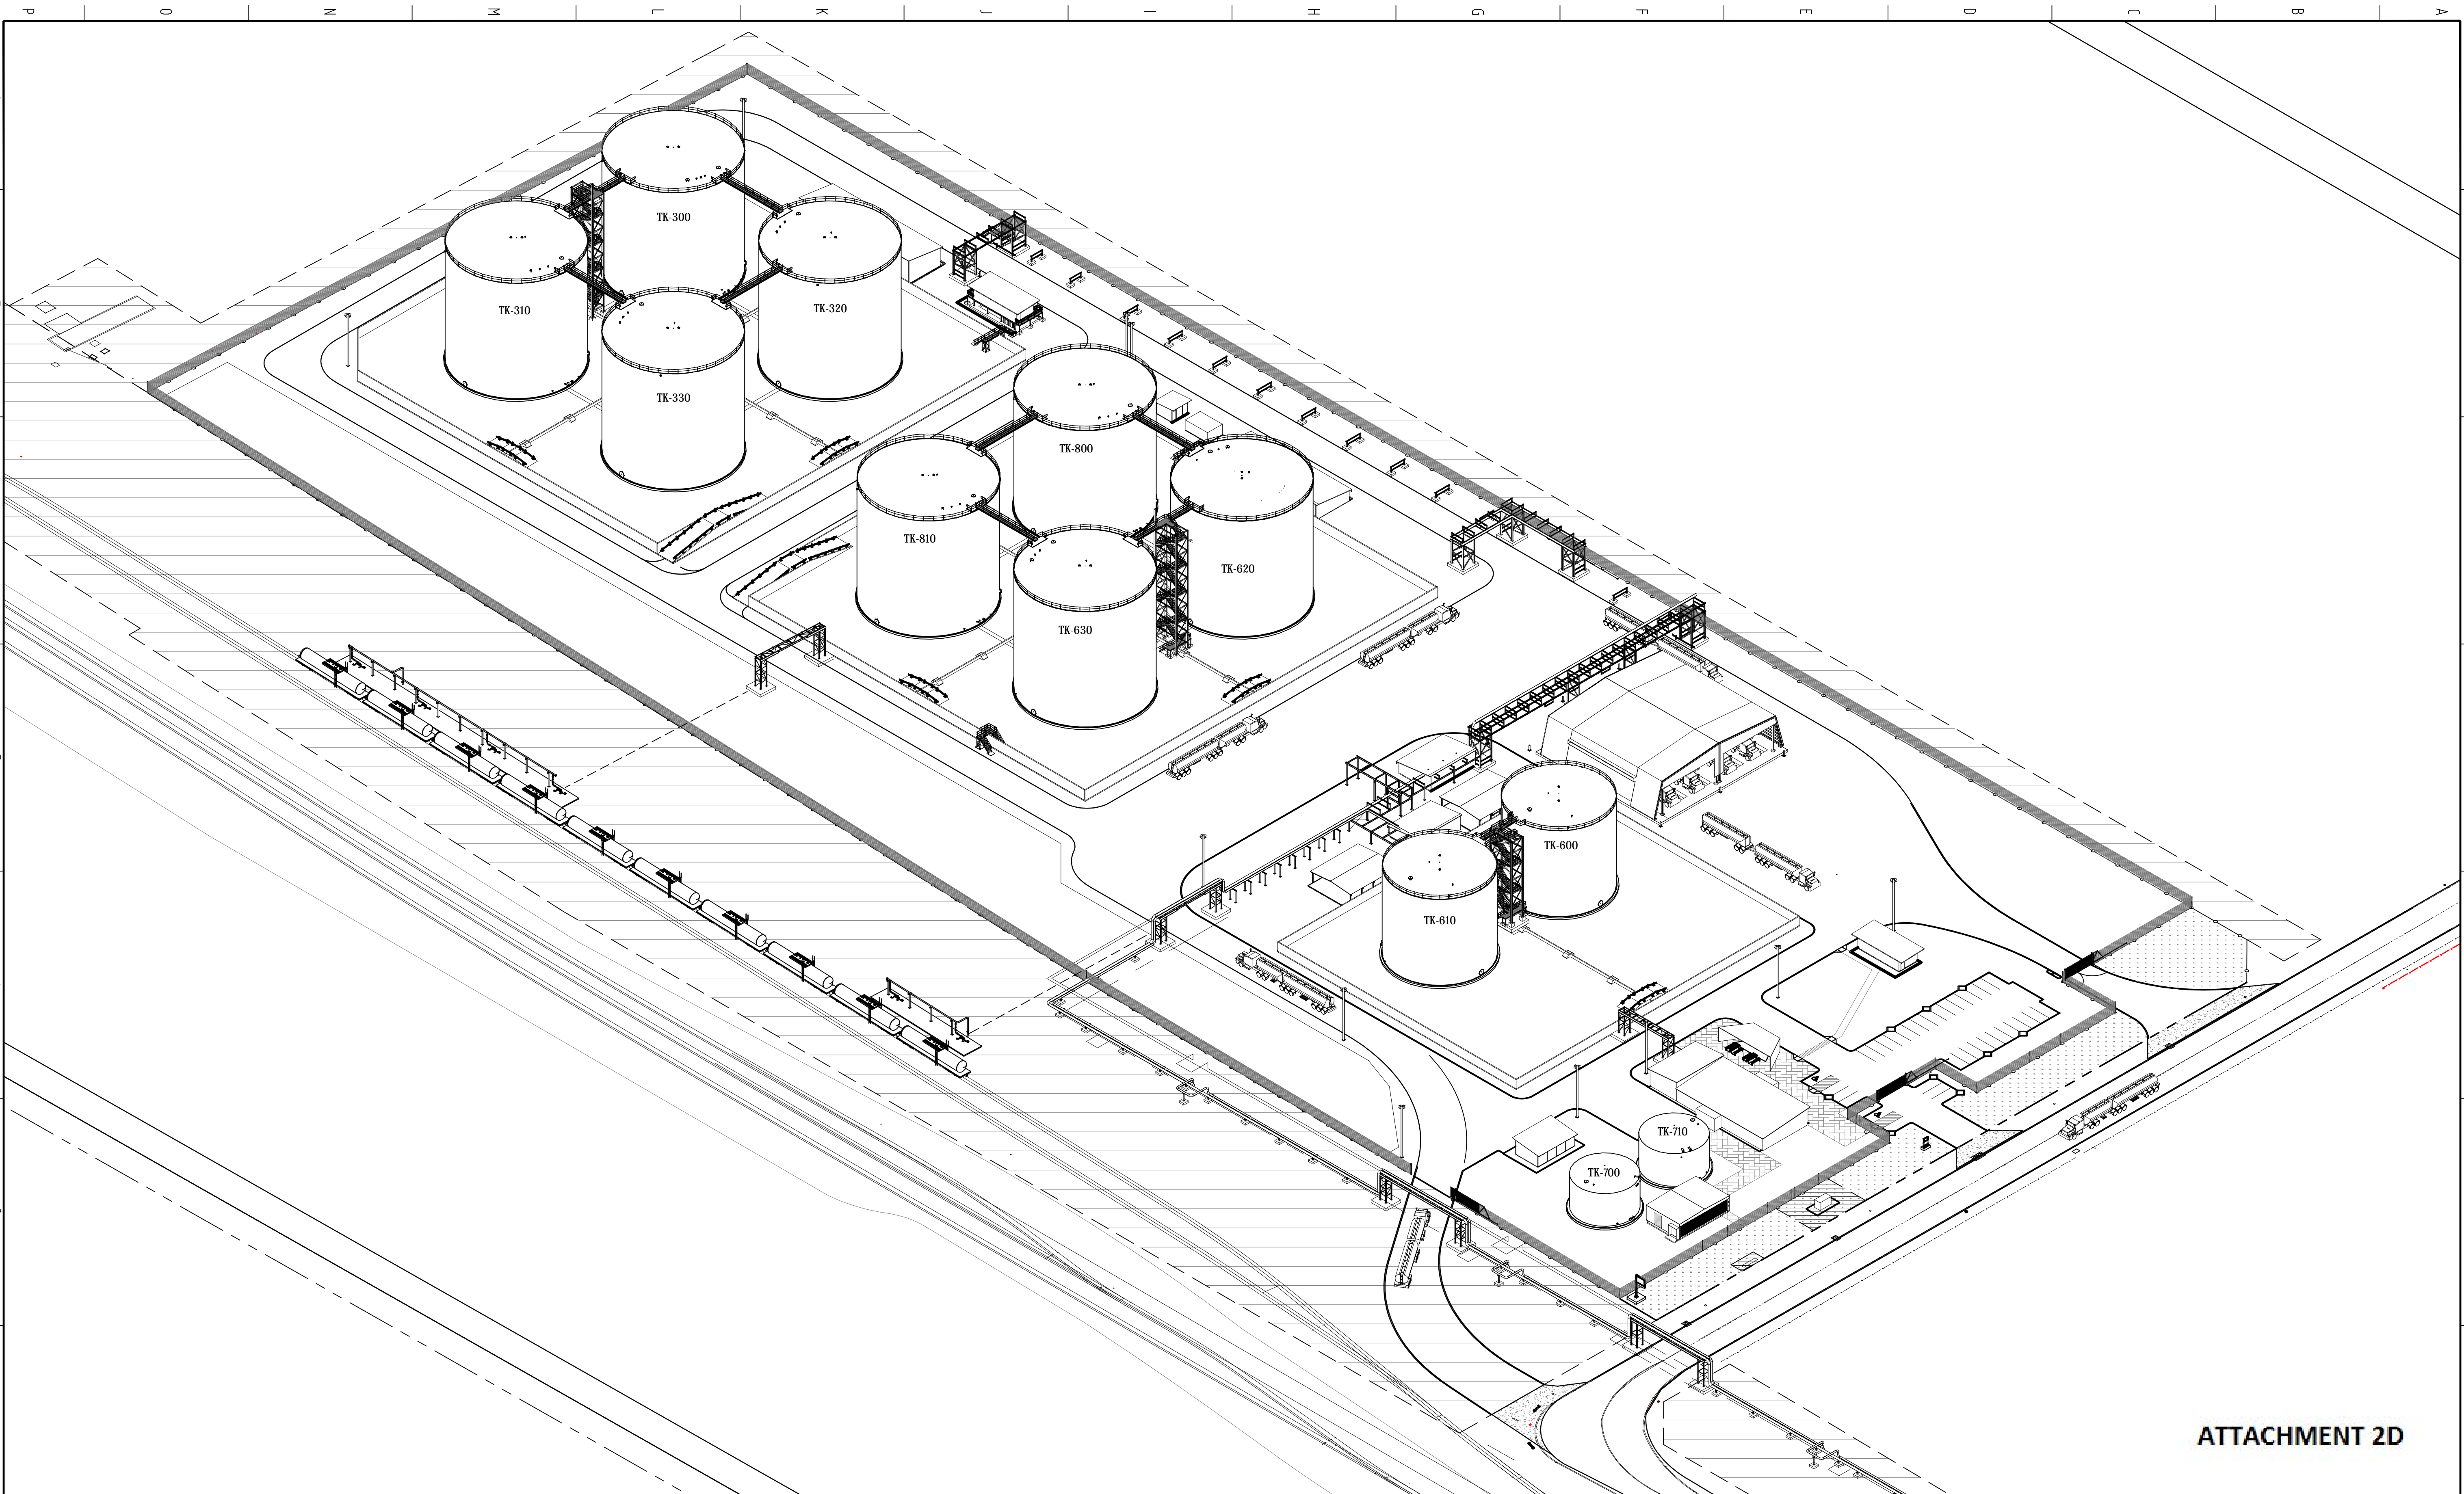 P O N M L K J I H G F E D C B A
TK-300
TK-310
TK-320
TK-330
TK-800
TK-810
TK-620
TK-630
TK-600
TK-610
TK-710
TK-700
ATTACHMENT 2D